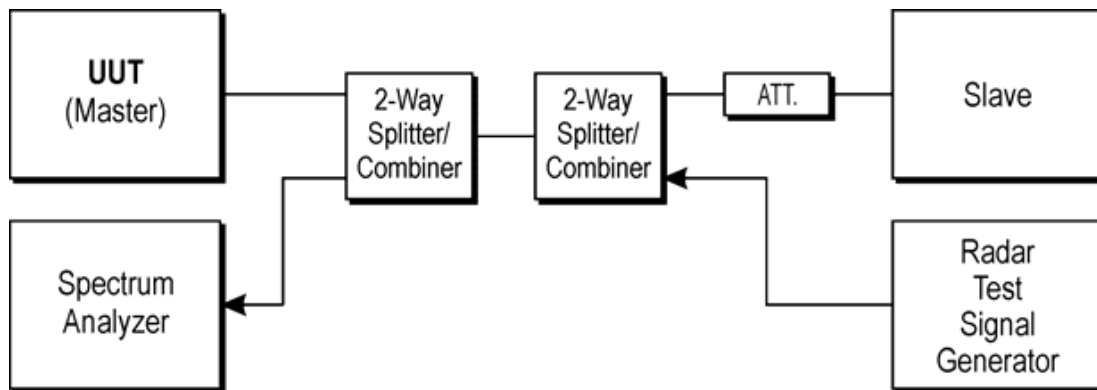 UUT
(Master)
2-Way
Splitter/
Combiner
2-Way
Splitter/
Combiner
ATT.
Slave
Spectrum
Analyzer
Radar
Test
Signal
Generator